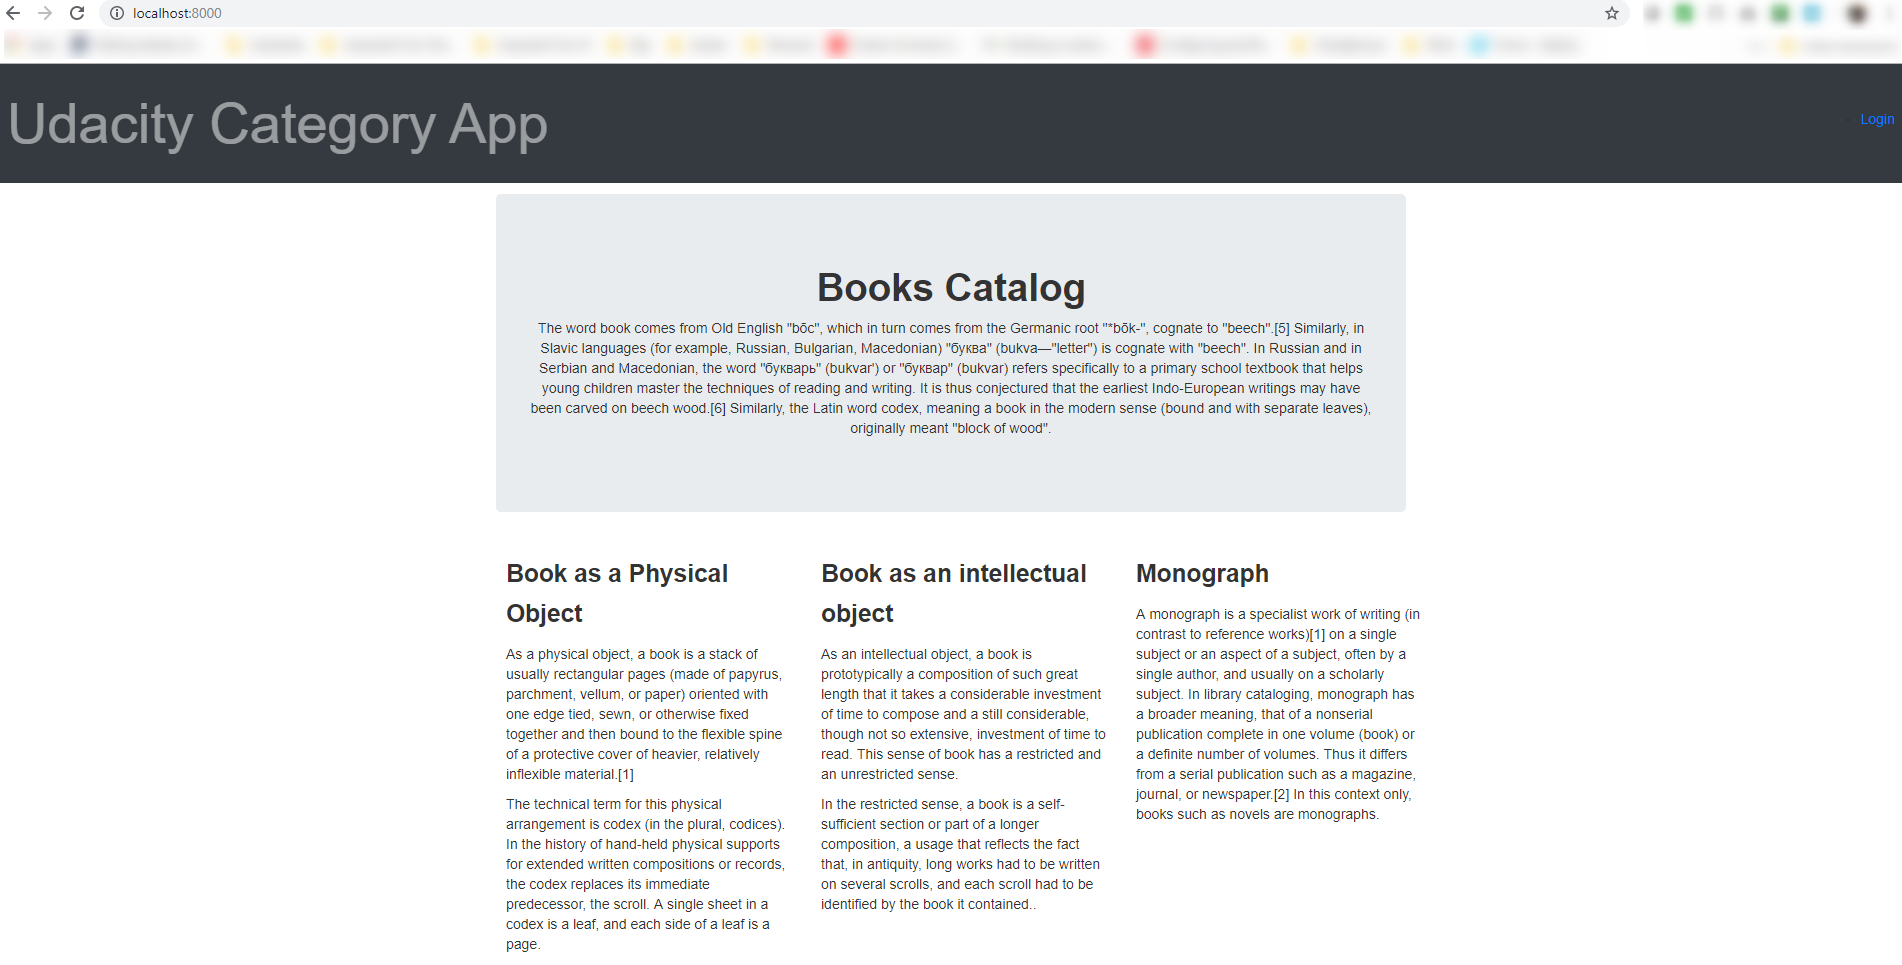 localhost:8000
Udacity Category App
Login
Books Catalog
The word book comes from Old English "bōc", which in turn comes from the Germanic root "*bōk-", cognate to "beech".[5] Similarly, in
Slavic languages (for example, Russian, Bulgarian, Macedonian) "буква" (bukva—"letter") is cognate with "beech". In Russian and in
Serbian and Macedonian, the word "букварь" (bukvar') or "буквар" (bukvar) refers specifically to a primary school textbook that helps
young children master the techniques of reading and writing. It is thus conjectured that the earliest Indo-European writings may have
been carved on beech wood.[6] Similarly, the Latin word codex, meaning a book in the modern sense (bound and with separate leaves),
originally meant "block of wood".
Book as a Physical
Object
As a physical object, a book is a stack of
usually rectangular pages (made of papyrus,
parchment, vellum, or paper) oriented with
one edge tied, sewn, or otherwise fixed
together and then bound to the flexible spine
of a protective cover of heavier, relatively
inflexible material.[1]
The technical term for this physical
arrangement is codex (in the plural, codices).
In the history of hand-held physical supports
for extended written compositions or records,
the codex replaces its immediate
predecessor, the scroll. A single sheet in a
codex is a leaf, and each side of a leaf is a
page.
Book as an intellectual
object
As an intellectual object, a book is
prototypically a composition of such great
length that it takes a considerable investment
of time to compose and a still considerable,
though not so extensive, investment of time to
read. This sense of book has a restricted and
an unrestricted sense.
In the restricted sense, a book is a self-
sufficient section or part of a longer
composition, a usage that reflects the fact
that, in antiquity, long works had to be written
on several scrolls, and each scroll had to be
identified by the book it contained..
Monograph
A monograph is a specialist work of writing (in
contrast to reference works)[1] on a single
subject or an aspect of a subject, often by a
single author, and usually on a scholarly
subject. In library cataloging, monograph has
a broader meaning, that of a nonserial
publication complete in one volume (book) or
a definite number of volumes. Thus it differs
from a serial publication such as a magazine,
journal, or newspaper.[2] In this context only,
books such as novels are monographs.